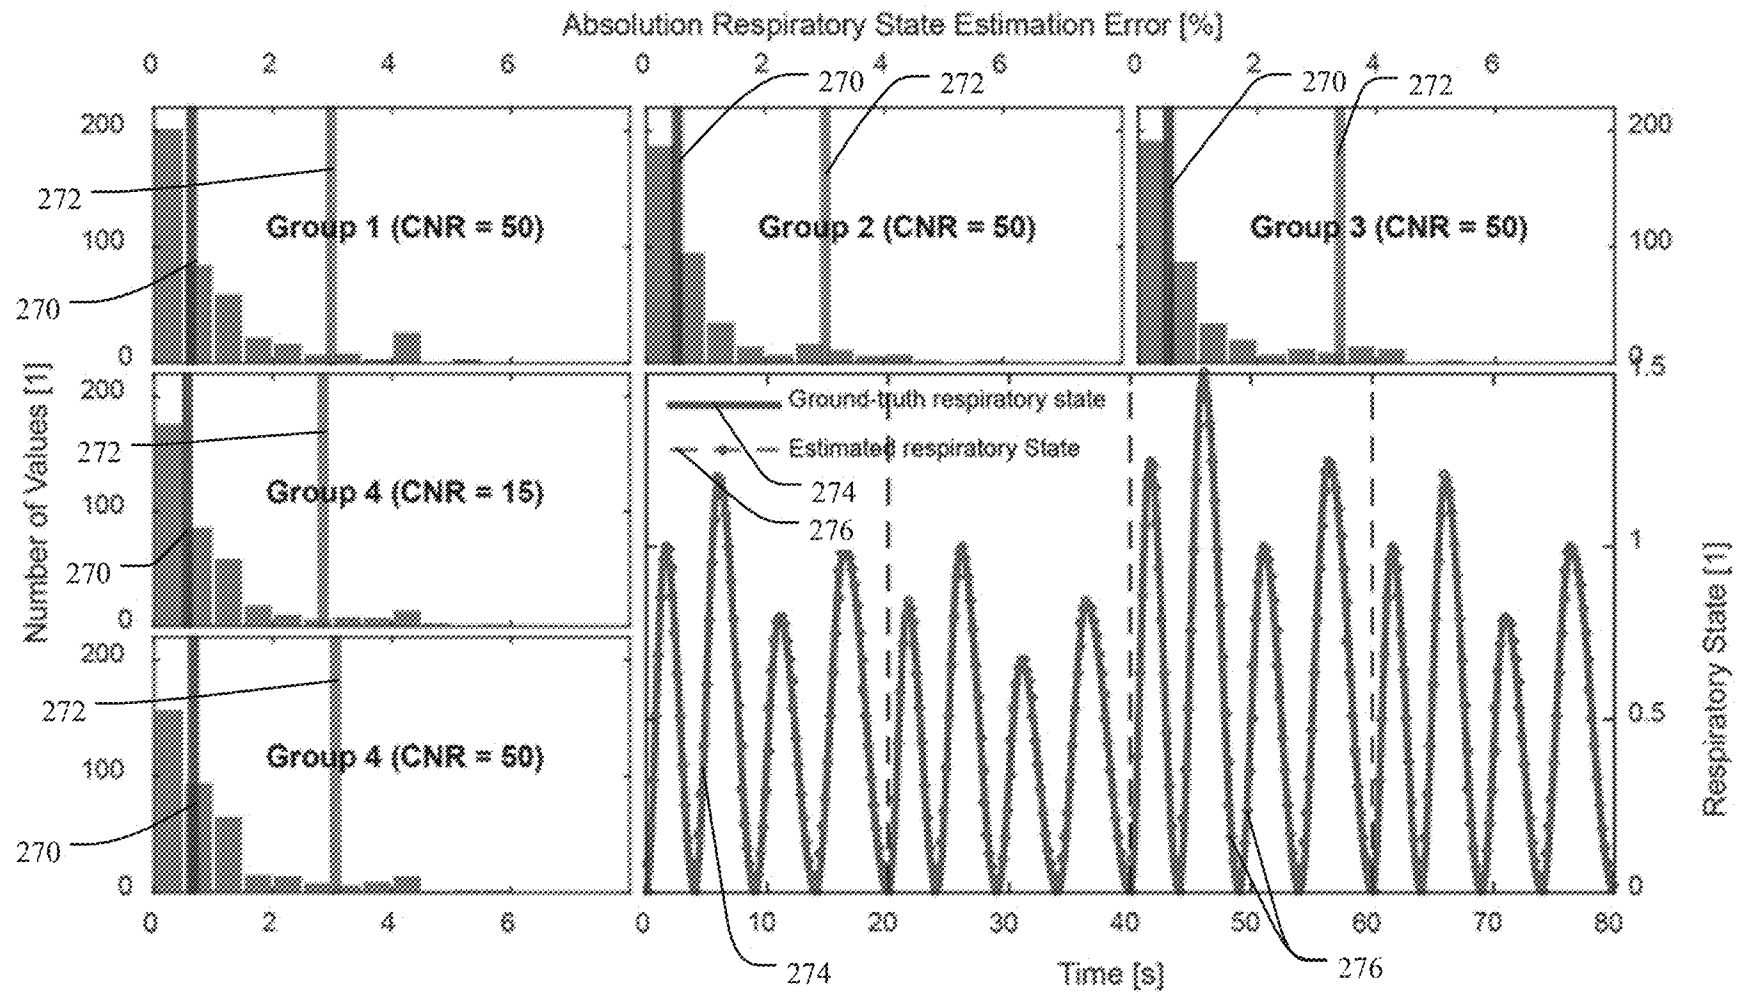 Absolution Respiratory State Estimation Error [%]
0 2 4 6 0 2 4 6 0 2 4 6
270 272 270 272
200 200
272
Group 1 (CNR = 50) Group 2 (CNR = 50) Group 3 (CNR = 50)
100 100
270
0 0
1.5
200
Ground-truth respiratory state
Estimated respiratory State
272
274
Group 4 (CNR = 15)
100
276
1
270
0
Number of Values [1]
Respiratory State [1]
200
272
0.5
Group 4 (CNR = 50)
100
270
0 0
0 2 4 6 0 10 20 30 40 50 60 70 80
274 Time [s] 276